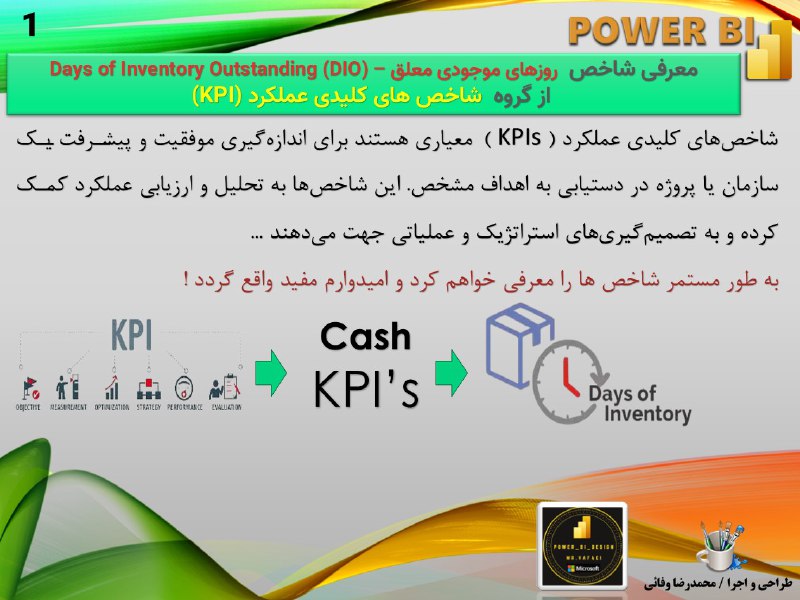 1
POWER BI
معرفی شاخص روزهای موجودی معلق – Days of Inventory Outstanding (DIO)
از گروه شاخص های کلیدی عملکرد (KPI)
شاخص‌های کلیدی عملکرد ( KPIs ) معیاری هستند برای اندازه‌گیری موفقیت و پیشرفت یک
سازمان یا پروژه در دستیابی به اهداف مشخص. این شاخص‌ها به تحلیل و ارزیابی عملکرد کمک
کرده و به تصمیم‌گیری‌های استراتژیک و عملیاتی جهت می‌دهند ...
به طور مستمر شاخص ها را معرفی خواهم کرد و امیدوارم مفید واقع گردد !
KPI
OBJECTIVE MEASUREMENT OPTIMIZATION STRATEGY PERFORMANCE EVALUATION
Cash
KPI's
Days of
Inventory
POWER_BI_DESIGN
MR.VAFAEI
Microsoft
طراحی و اجرا / محمدرضا وفائی